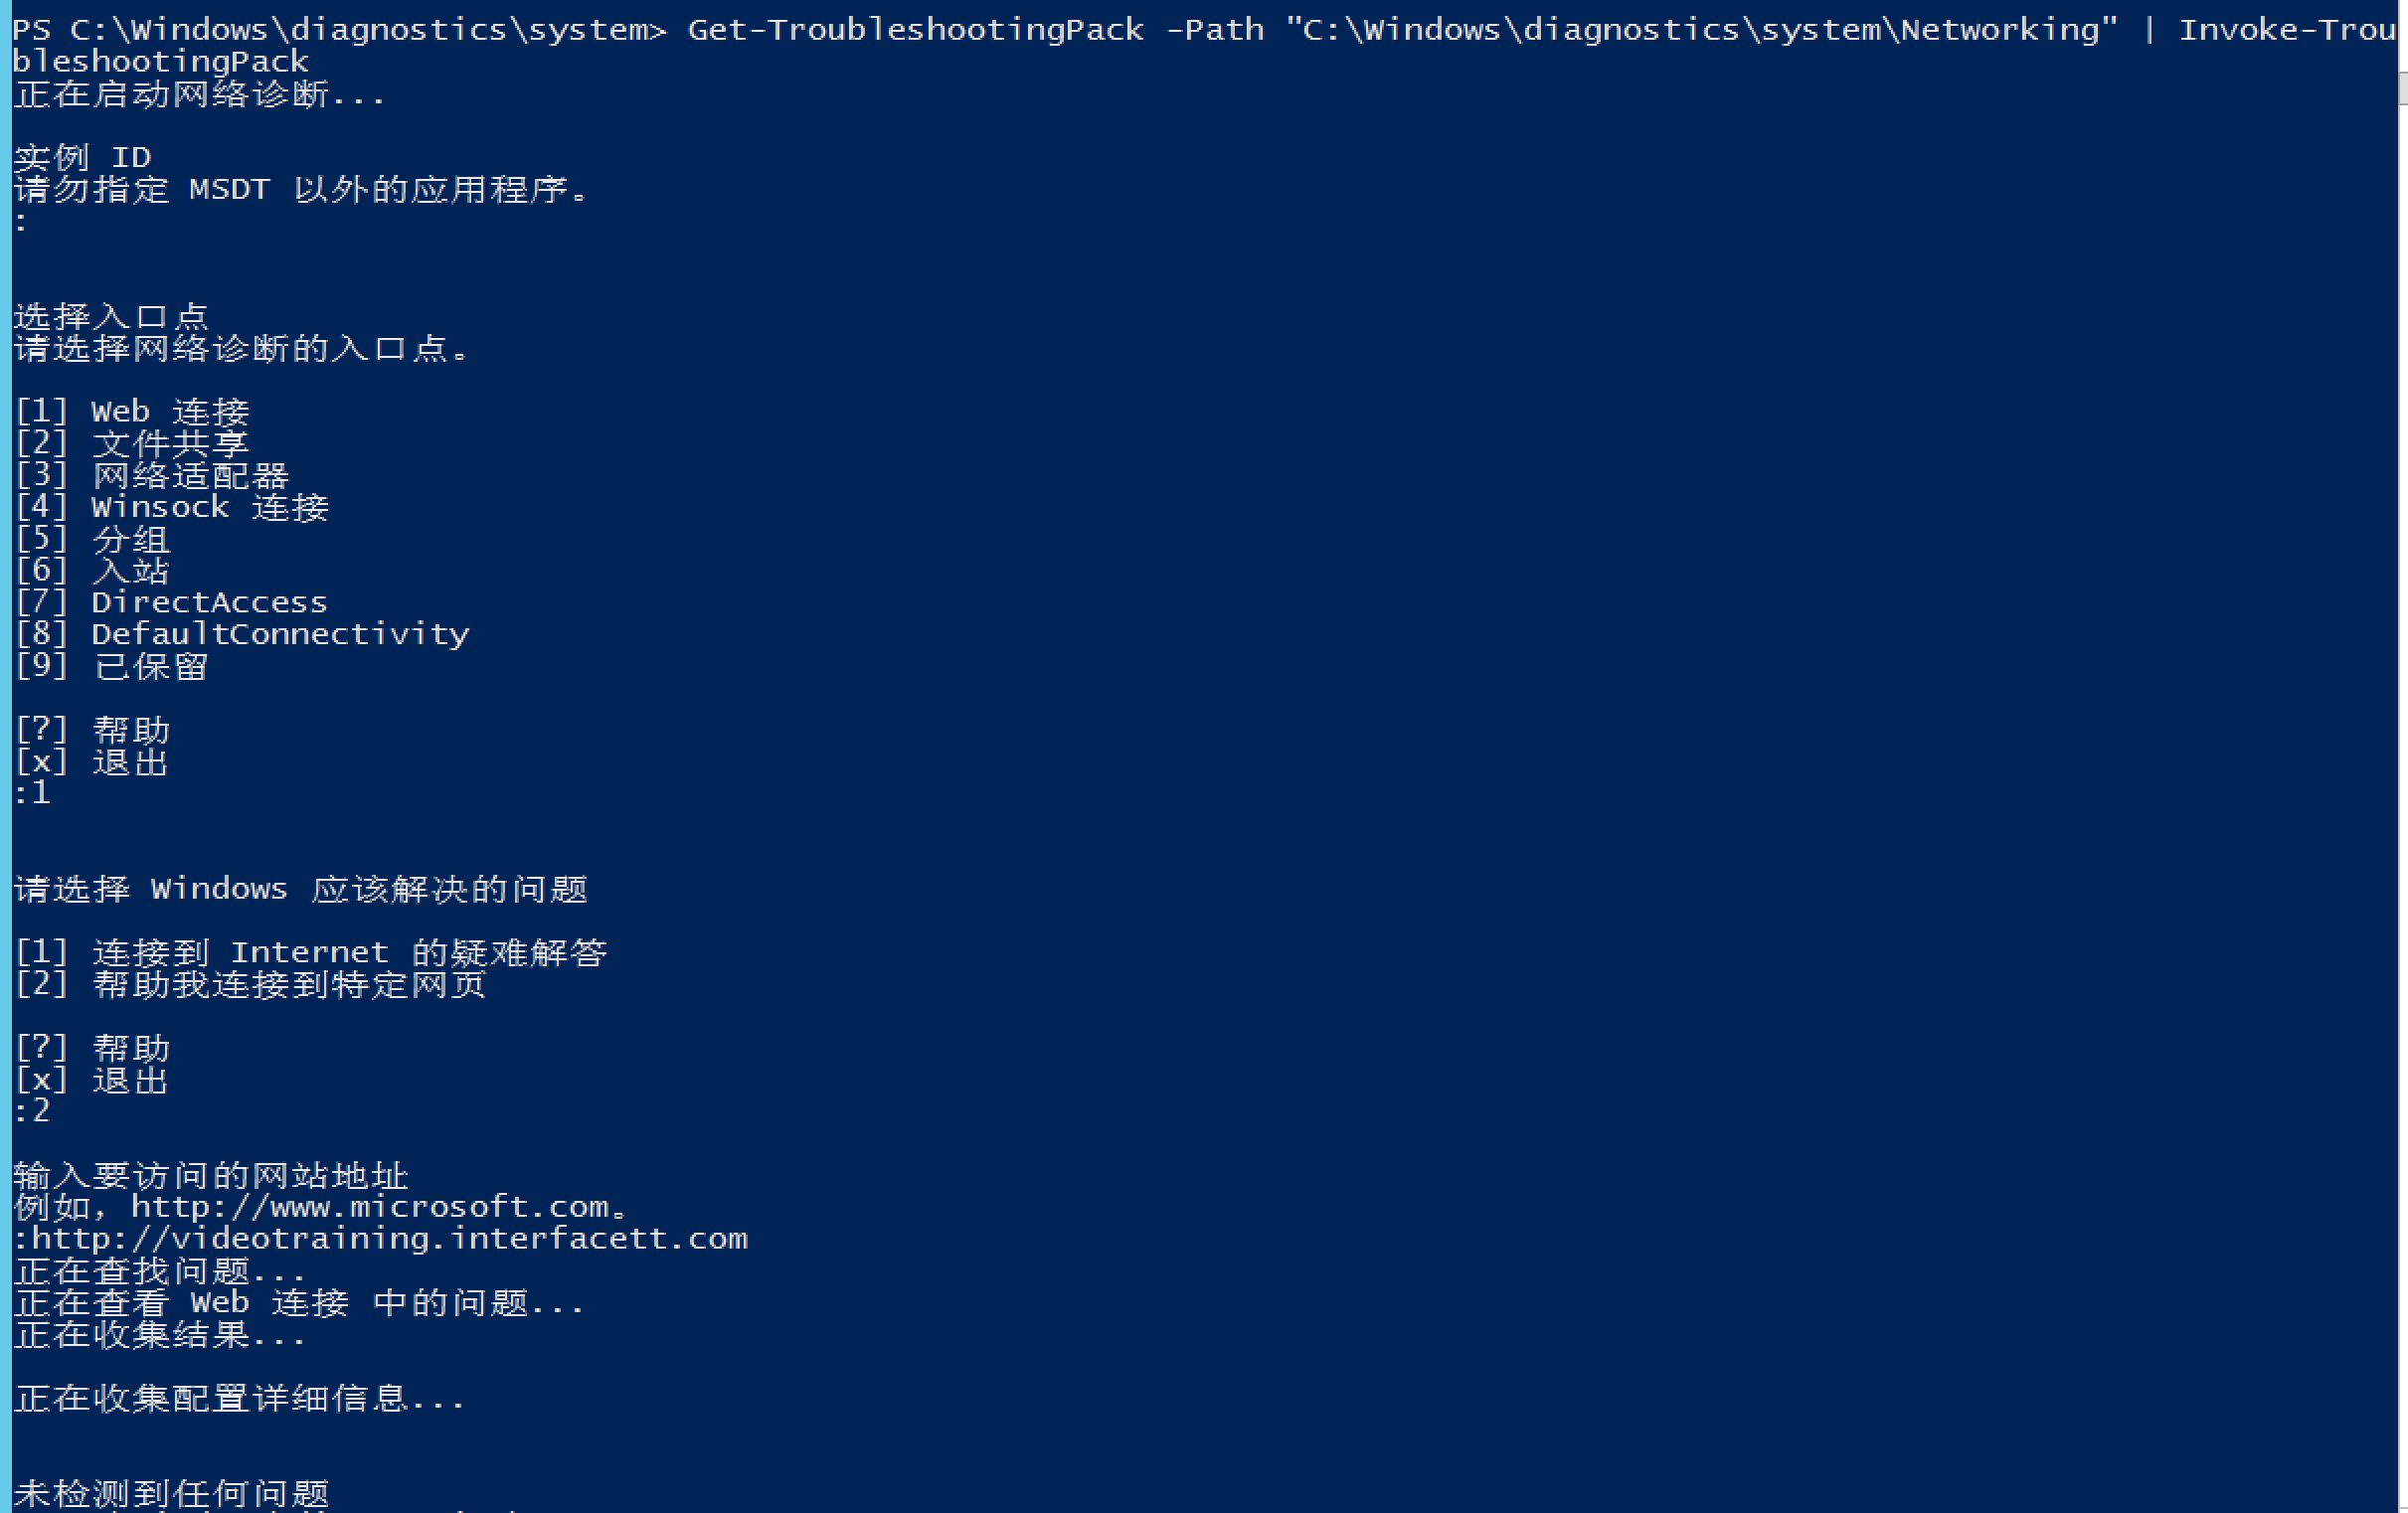 PS C:\Windows\diagnostics\system> Get-TroubleshootingPack -Path "C:\Windows\diagnostics\system\Networking" | Invoke-Trou
bleshootingPack
正在启动网络诊断...
实例 ID
请勿指定 MSDT 以外的应用程序。
:
选择入口点
请选择网络诊断的入口点。
[1] Web 连接
[2] 文件共享
[3] 网络适配器
[4] Winsock 连接
[5] 分组
[6] 入站
[7] DirectAccess
[8] DefaultConnectivity
[9] 已保留
[?] 帮助
[x] 退出
:1
请选择 Windows 应该解决的问题
[1] 连接到 Internet 的疑难解答
[2] 帮助我连接到特定网页
[?] 帮助
[x] 退出
:2
输入要访问的网站地址
例如，http://www.microsoft.com。
:http://videotraining.interfacett.com
正在查找问题...
正在查看 Web 连接 中的问题...
正在收集结果...
正在收集配置详细信息...
未检测到任何问题